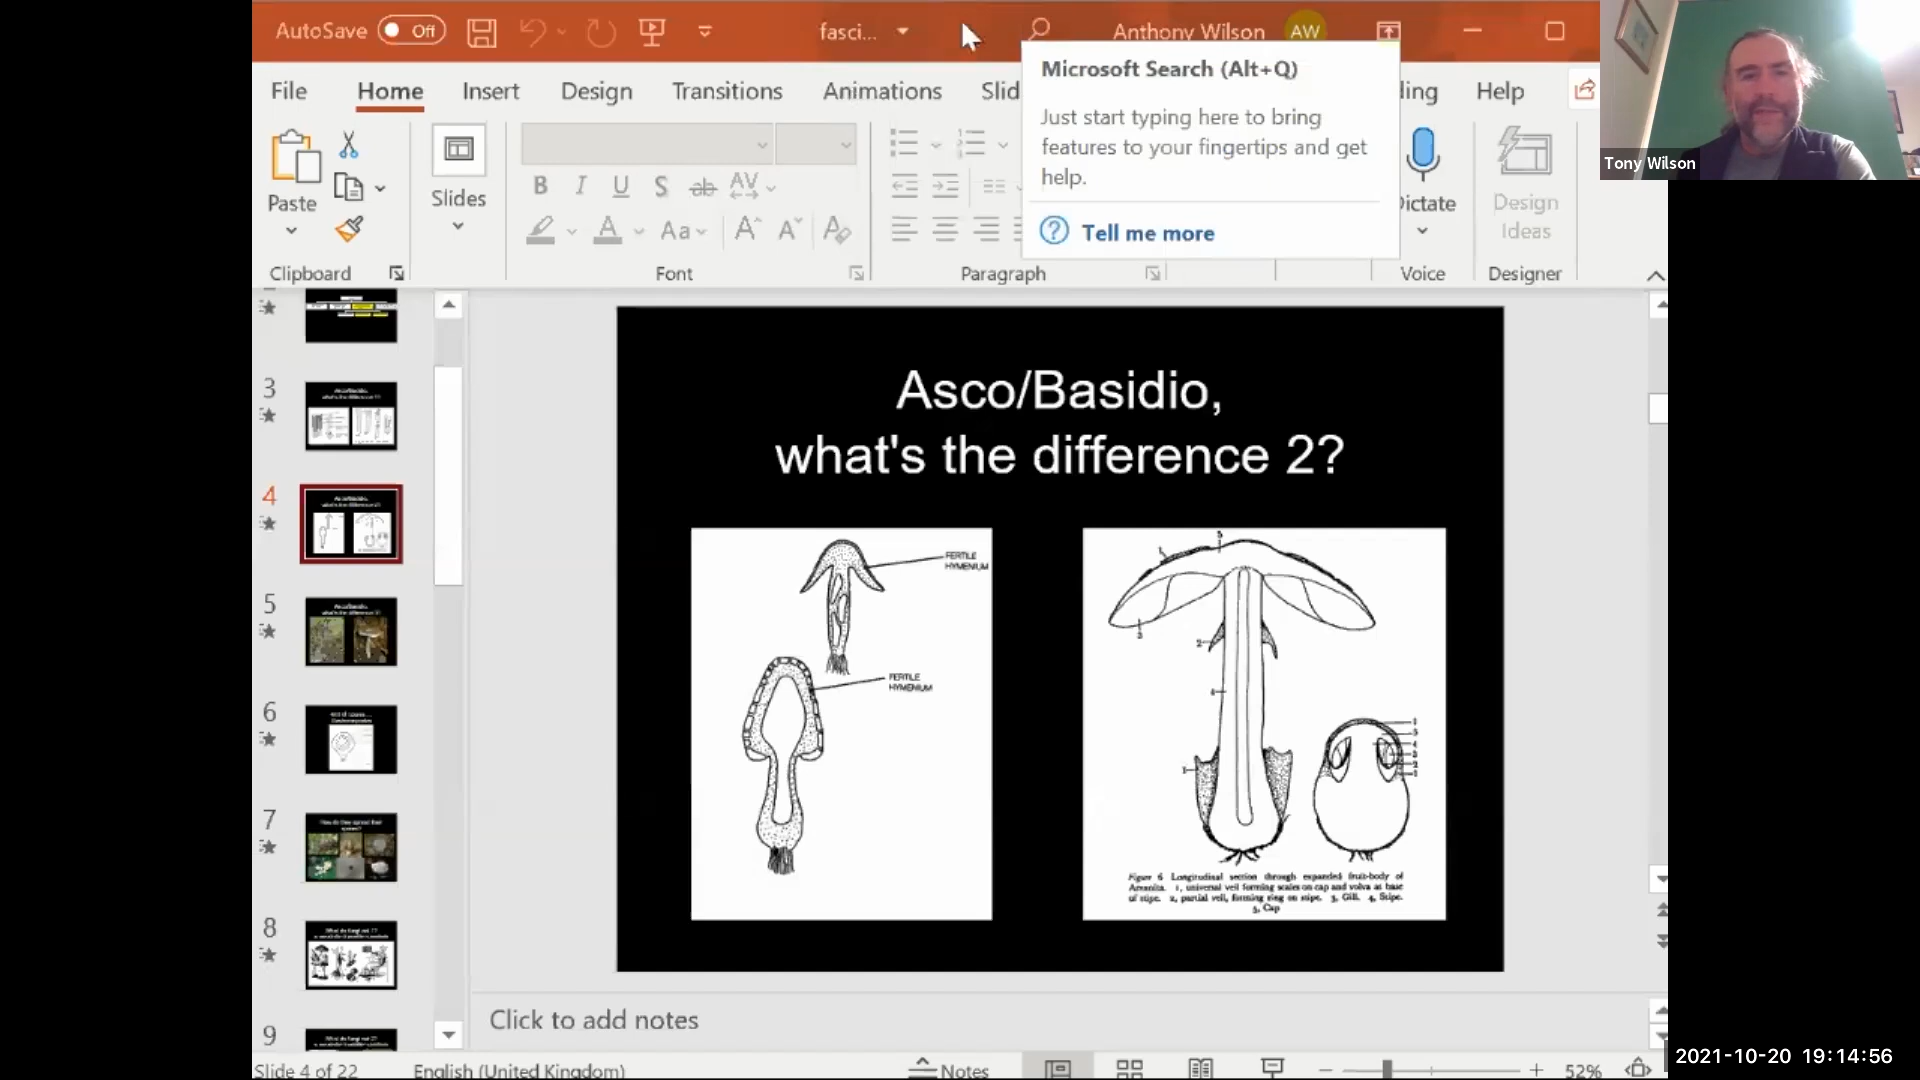 AutoSave Off fasci... Anthony Wilson AW
Microsoft Search (Alt+Q)
Just start typing here to bring
features to your fingertips and get
help.
Tell me more
File Home Insert Design Transitions Animations Slid ding Help
Tony Wilson
Paste
Slides
B I U S ab AV
Aa A A
Dictate
Design
Ideas
Clipboard Font Paragraph Voice Designer
3
4
5
6
7
8
9
Asco/Basidio,
what's the difference 2?
FERTILE
HYMENIUM
FERTILE
HYMENIUM
Figure 6 Longitudinal section through expanded fruit-body of
Amanita. 1, universal veil forming scales on cap and volva at base
of stipe. 2, partial veil, forming ring on stipe. 3, Gill. 4, Stipe.
5, Cap
Click to add notes
Slide 4 of 22 English (United Kingdom) Notes 52%
2021-10-20 19:14:56